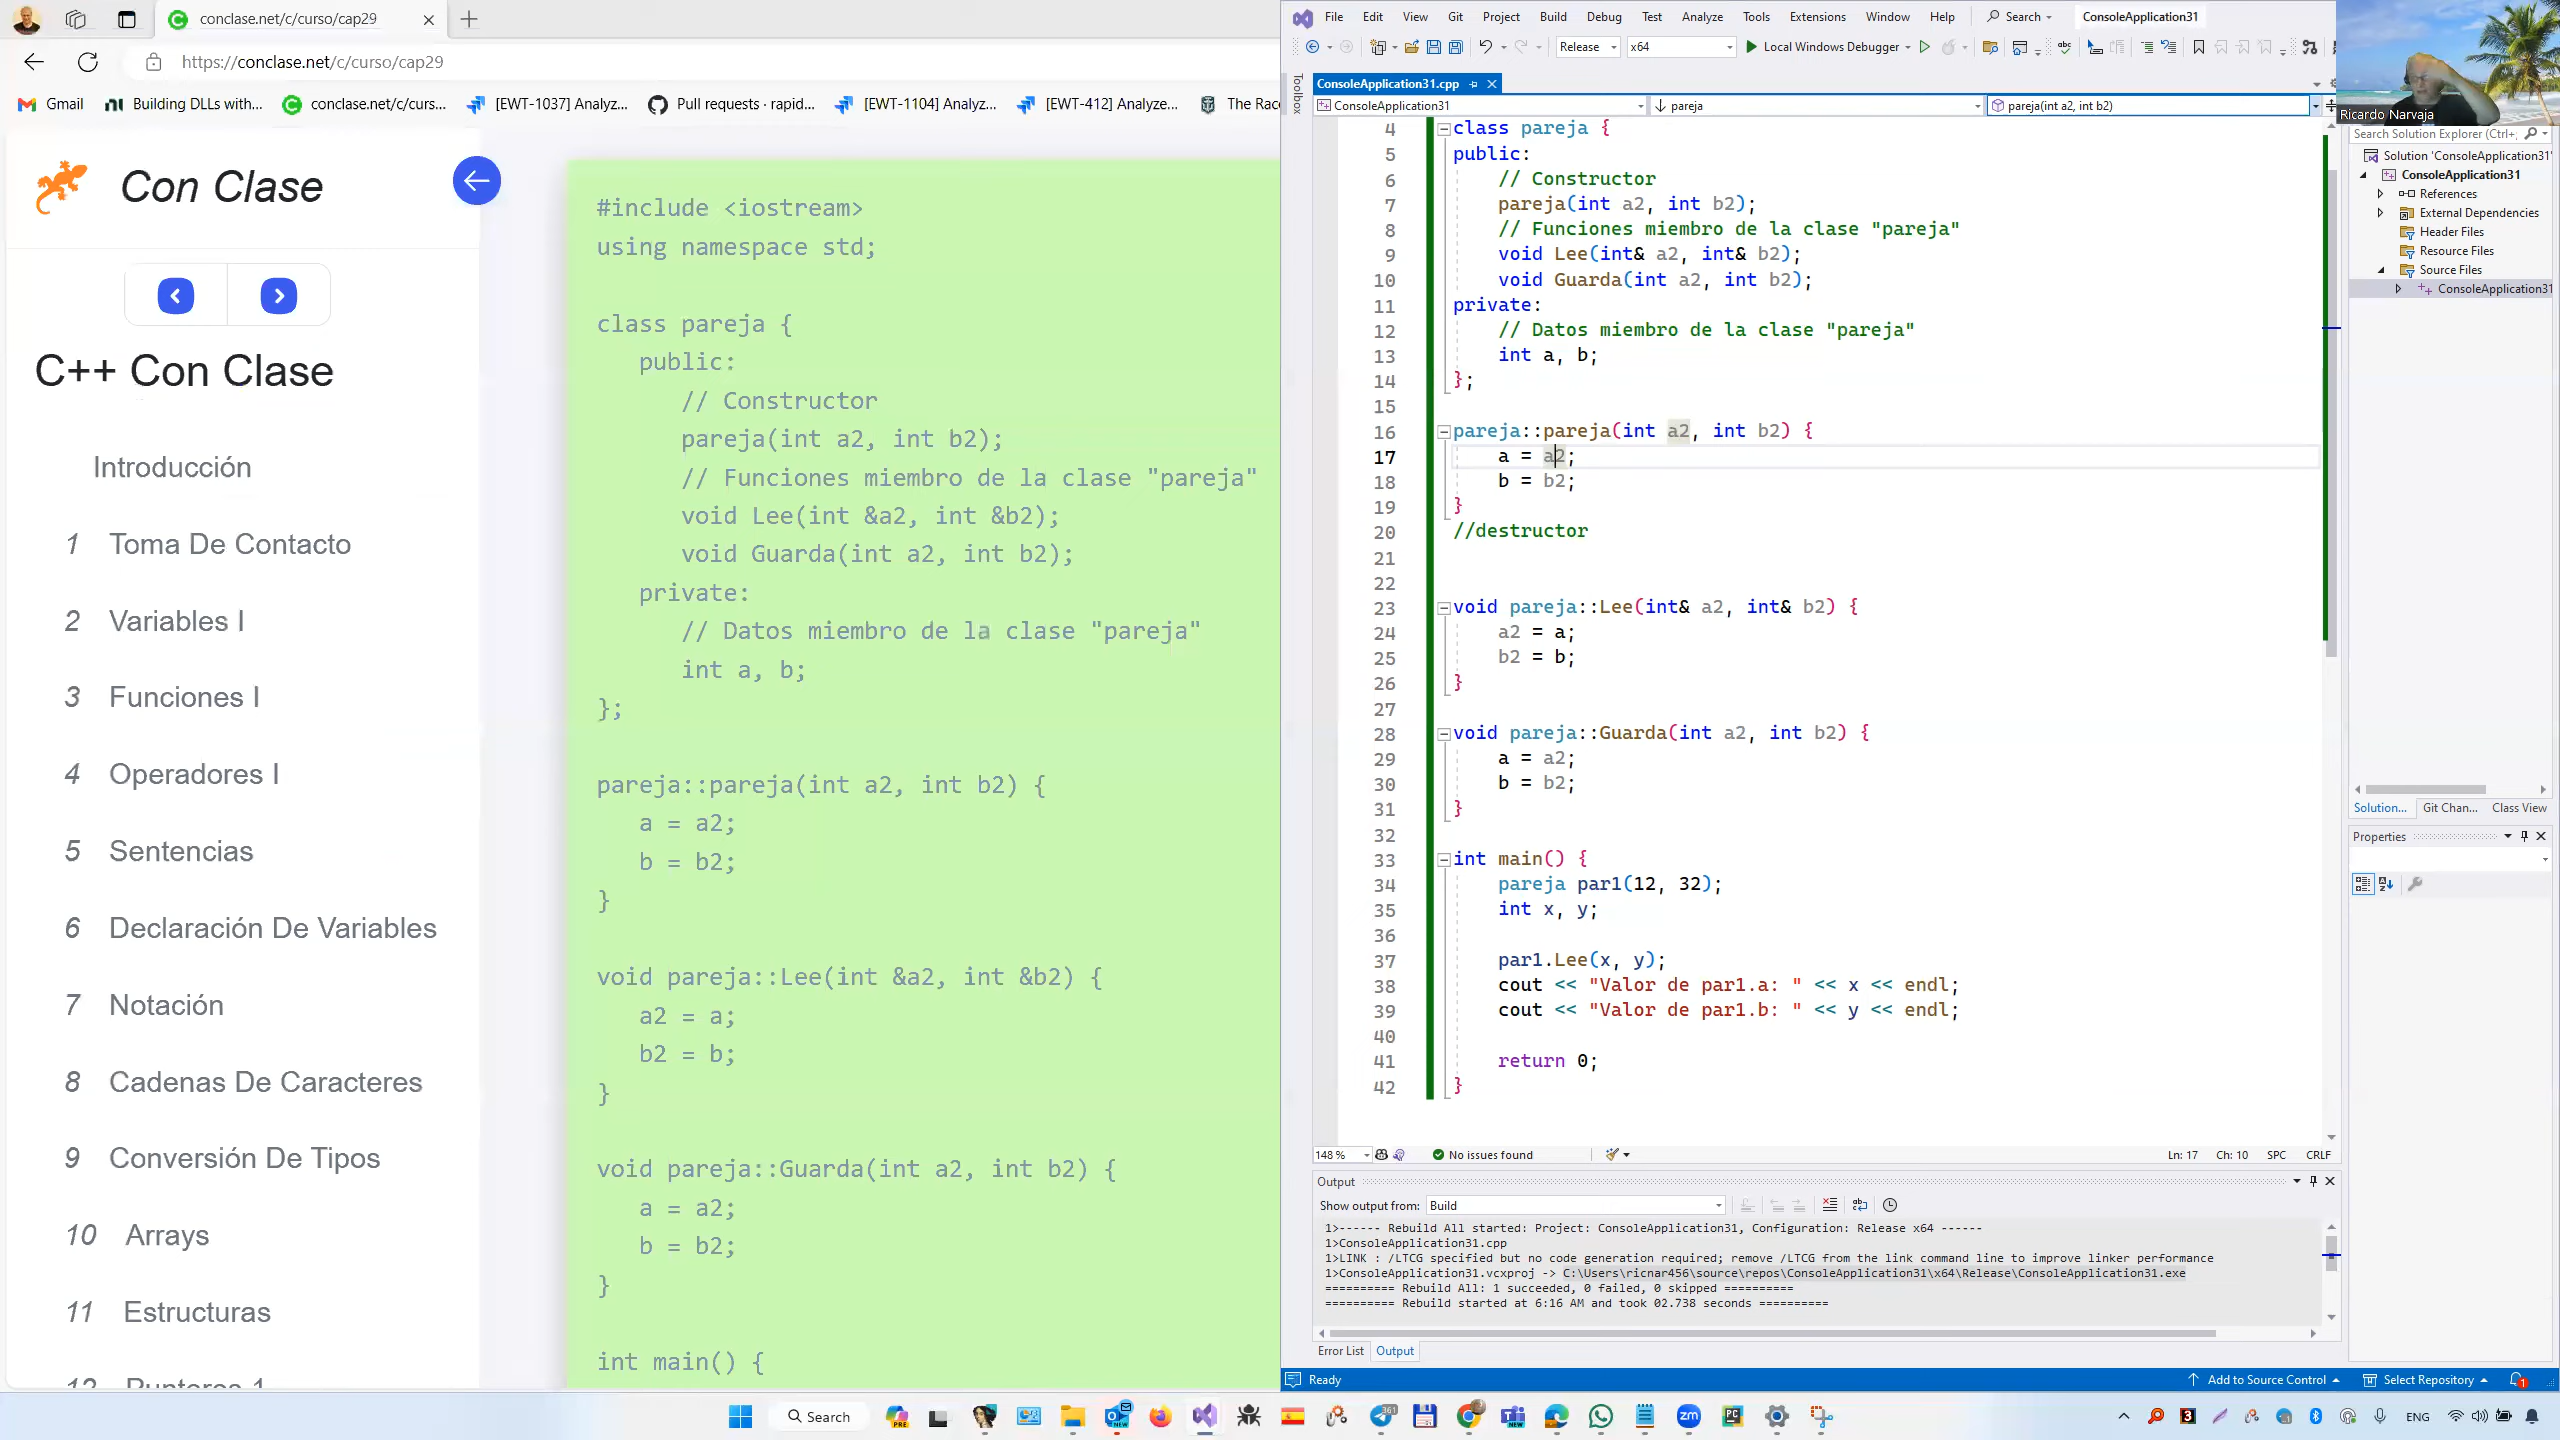 conclase.net/c/curso/cap29
https://conclase.net/c/curso/cap29
Gmail
Building DLLs with...
conclase.net/c/curs...
[EWT-1037] Analyz...
Pull requests · rapid...
[EWT-1104] Analyz...
[EWT-412] Analyze...
The Race
Con Clase
C++ Con Clase
Introducción
1 Toma De Contacto
2 Variables I
3 Funciones I
4 Operadores I
5 Sentencias
6 Declaración De Variables
7 Notación
8 Cadenas De Caracteres
9 Conversión De Tipos
10 Arrays
11 Estructuras
12 Punteros 1
#include <iostream>
using namespace std;
class pareja {
public:
// Constructor
pareja(int a2, int b2);
// Funciones miembro de la clase "pareja"
void Lee(int &a2, int &b2);
void Guarda(int a2, int b2);
private:
// Datos miembro de la clase "pareja"
int a, b;
};
pareja::pareja(int a2, int b2) {
a = a2;
b = b2;
}
void pareja::Lee(int &a2, int &b2) {
a2 = a;
b2 = b;
}
void pareja::Guarda(int a2, int b2) {
a = a2;
b = b2;
}
int main() {
File Edit View Git Project Build Debug Test Analyze Tools Extensions Window Help Search ConsoleApplication31
Release x64 Local Windows Debugger
Toolbox
ConsoleApplication31.cpp
ConsoleApplication31 pareja pareja(int a2, int b2)
4 class pareja {
5 public:
6 // Constructor
7 pareja(int a2, int b2);
8 // Funciones miembro de la clase "pareja"
9 void Lee(int& a2, int& b2);
10 void Guarda(int a2, int b2);
11 private:
12 // Datos miembro de la clase "pareja"
13 int a, b;
14 };
15
16 pareja::pareja(int a2, int b2) {
17 a = a2;
18 b = b2;
19 }
20 //destructor
21
22
23 void pareja::Lee(int& a2, int& b2) {
24 a2 = a;
25 b2 = b;
26 }
27
28 void pareja::Guarda(int a2, int b2) {
29 a = a2;
30 b = b2;
31 }
32
33 int main() {
34 pareja par1(12, 32);
35 int x, y;
36
37 par1.Lee(x, y);
38 cout << "Valor de par1.a: " << x << endl;
39 cout << "Valor de par1.b: " << y << endl;
40
41 return 0;
42 }
148 % No issues found Ln: 17 Ch: 10 SPC CRLF
Output
Show output from: Build
1>------ Rebuild All started: Project: ConsoleApplication31, Configuration: Release x64 ------
1>ConsoleApplication31.cpp
1>LINK : /LTCG specified but no code generation required; remove /LTCG from the link command line to improve linker performance
1>ConsoleApplication31.vcxproj -> C:\Users\ricnar456\source\repos\ConsoleApplication31\x64\Release\ConsoleApplication31.exe
========== Rebuild All: 1 succeeded, 0 failed, 0 skipped ==========
========== Rebuild started at 6:16 AM and took 02.738 seconds ==========
Error List Output
Ready Add to Source Control Select Repository 1
Ricardo Narvaja
Search Solution Explorer (Ctrl+;
Solution 'ConsoleApplication31'
ConsoleApplication31
References
External Dependencies
Header Files
Resource Files
Source Files
ConsoleApplication31
Solution... Git Chan... Class View
Properties
Search
ENG